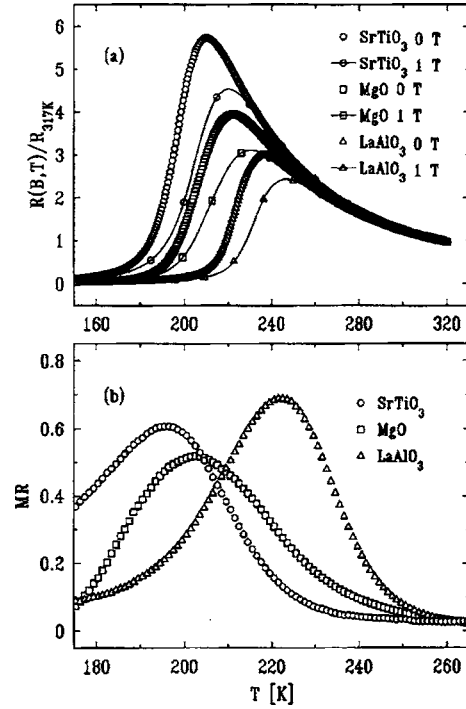 6
5
4
3
2
1
0
R(B,T)/R317K
(a)
SrTiO3 0 T
SrTiO3 1 T
MgO 0 T
MgO 1 T
LaAlO3 0 T
LaAlO3 1 T
160 200 240 280 320
0.8
0.6
0.4
0.2
0
MR
(b)
SrTiO3
MgO
LaAlO3
180 200 220 240 260
T [K]